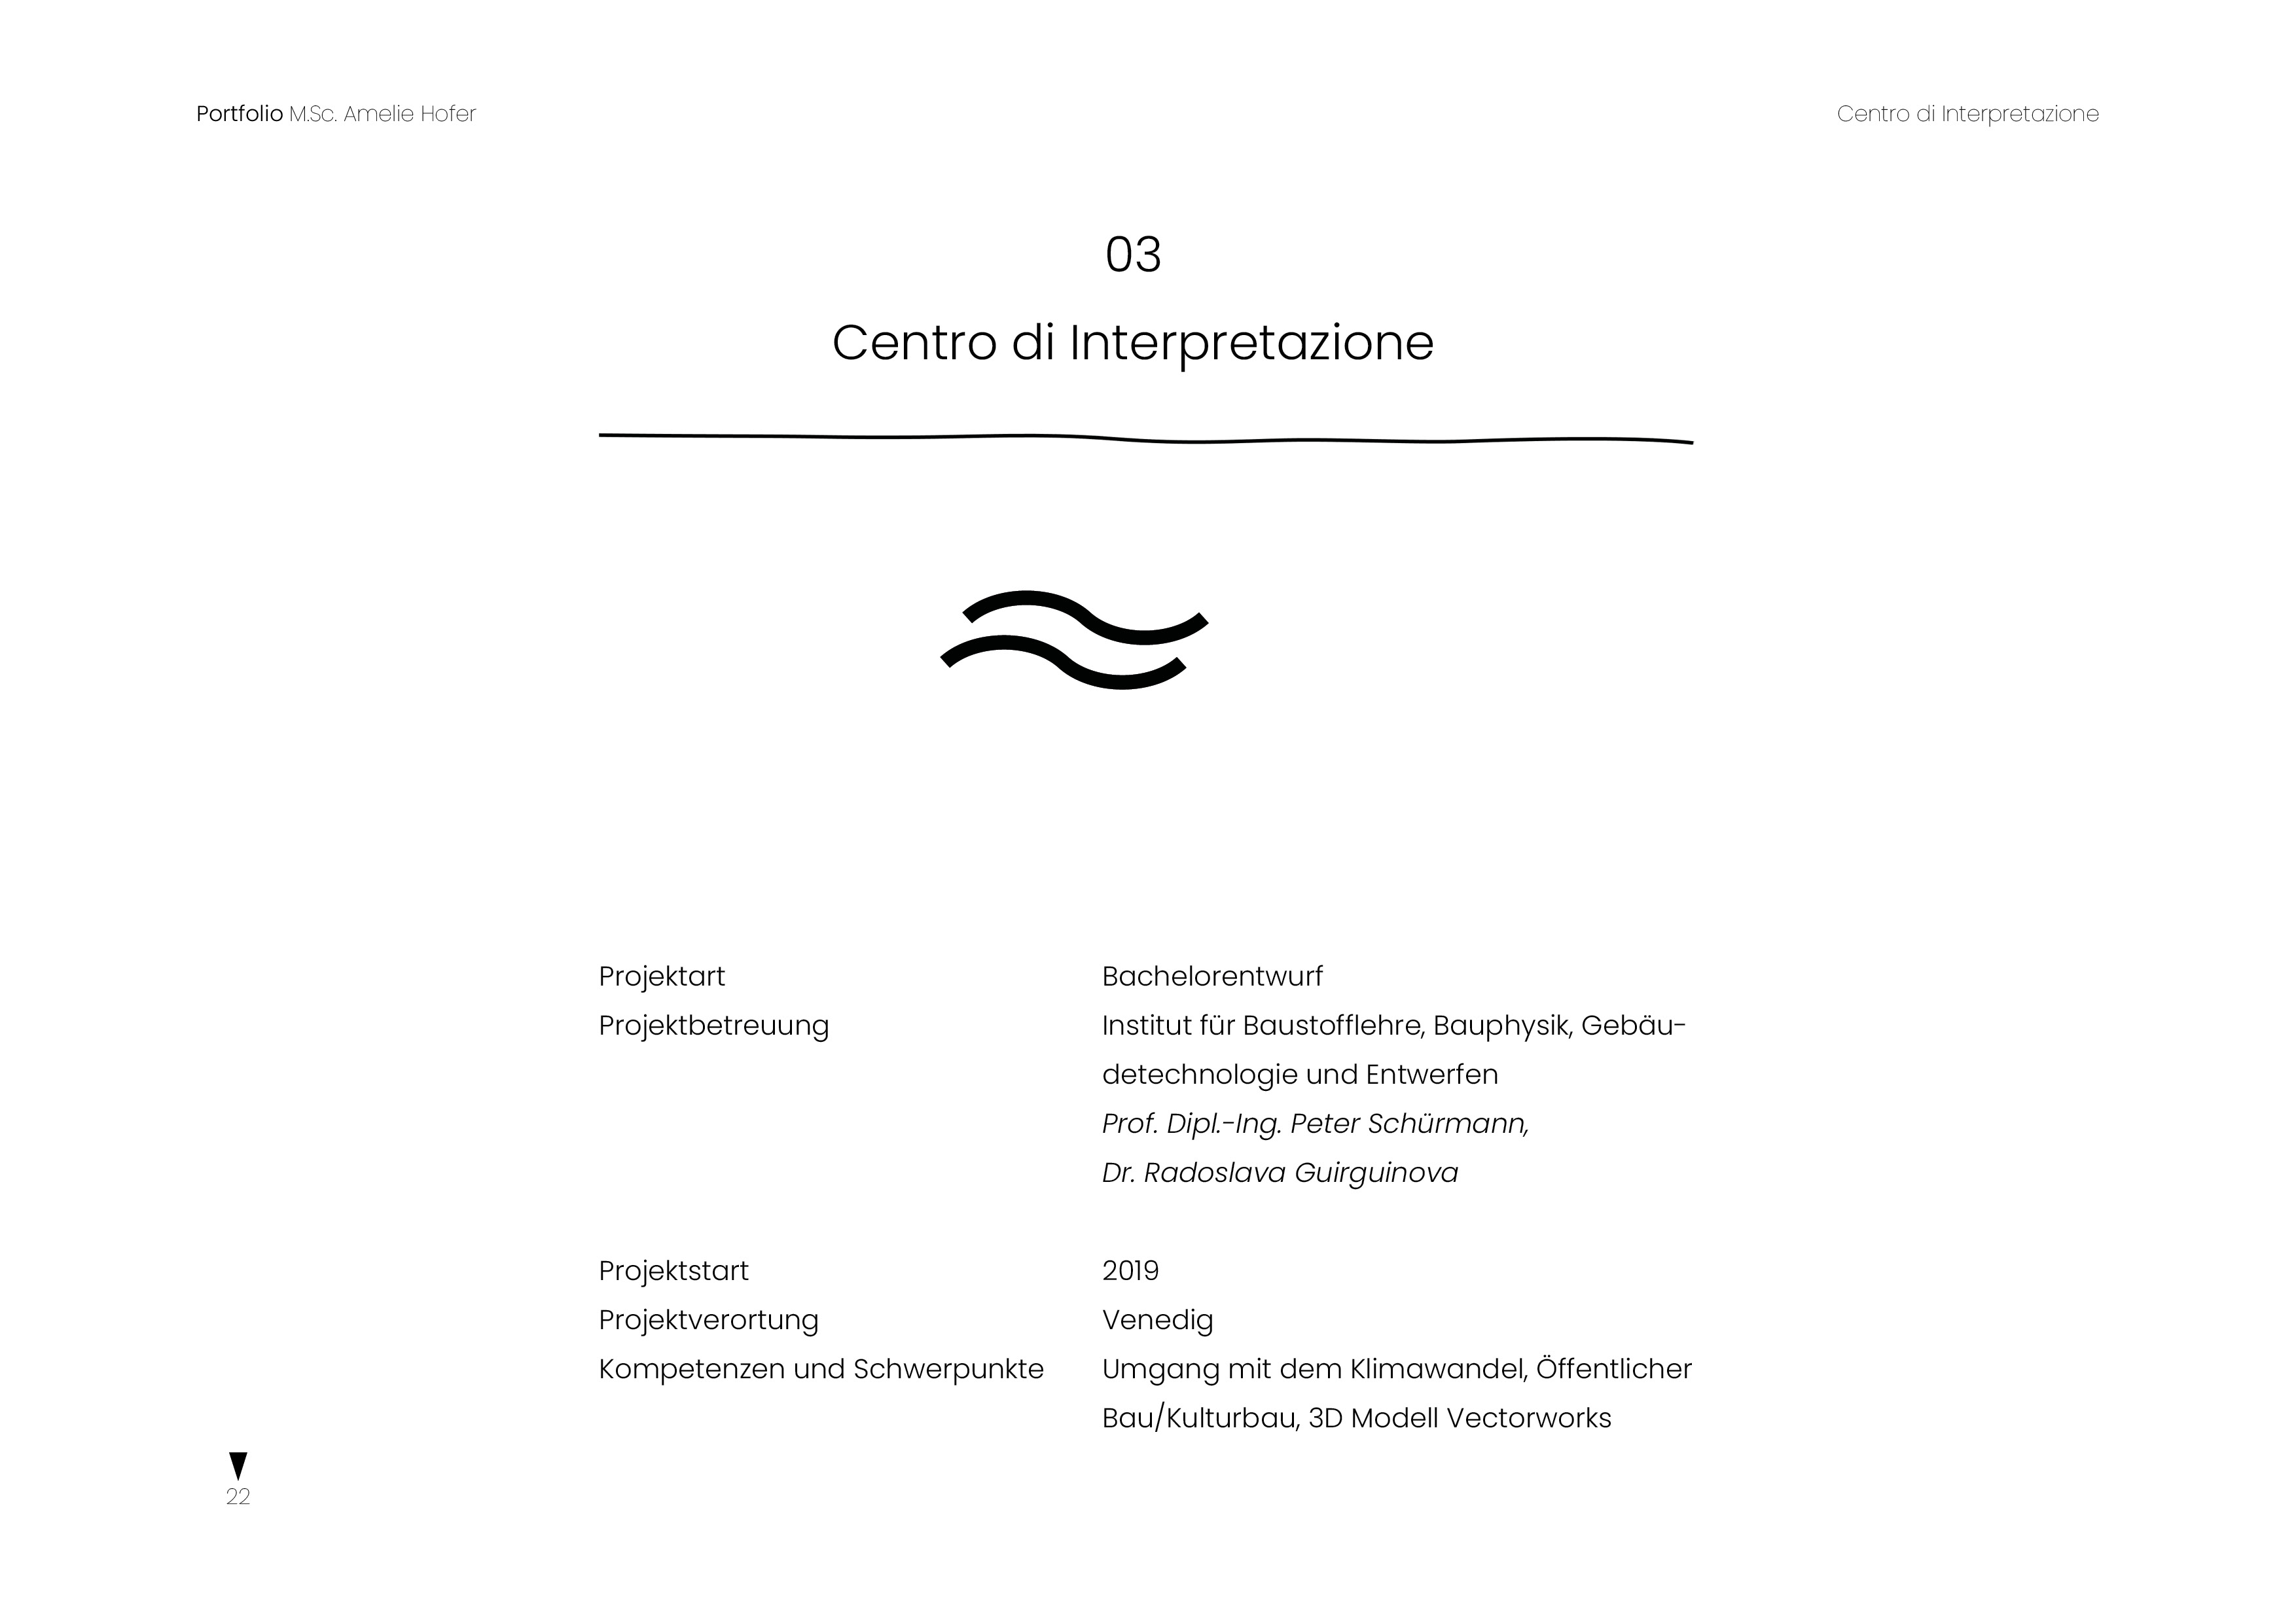 Portfolio M.Sc. Amelie Hofer
Centro di Interpretazione
03
Centro di Interpretazione
Projektart Bachelorentwurf
Projektbetreuung Institut für Baustofflehre, Bauphysik, Gebäu-
detechnologie und Entwerfen
Prof. Dipl.-Ing. Peter Schürmann,
Dr. Radoslava Guirguinova
Projektstart 2019
Projektverortung Venedig
Kompetenzen und Schwerpunkte Umgang mit dem Klimawandel, Öffentlicher
Bau/Kulturbau, 3D Modell Vectorworks
22